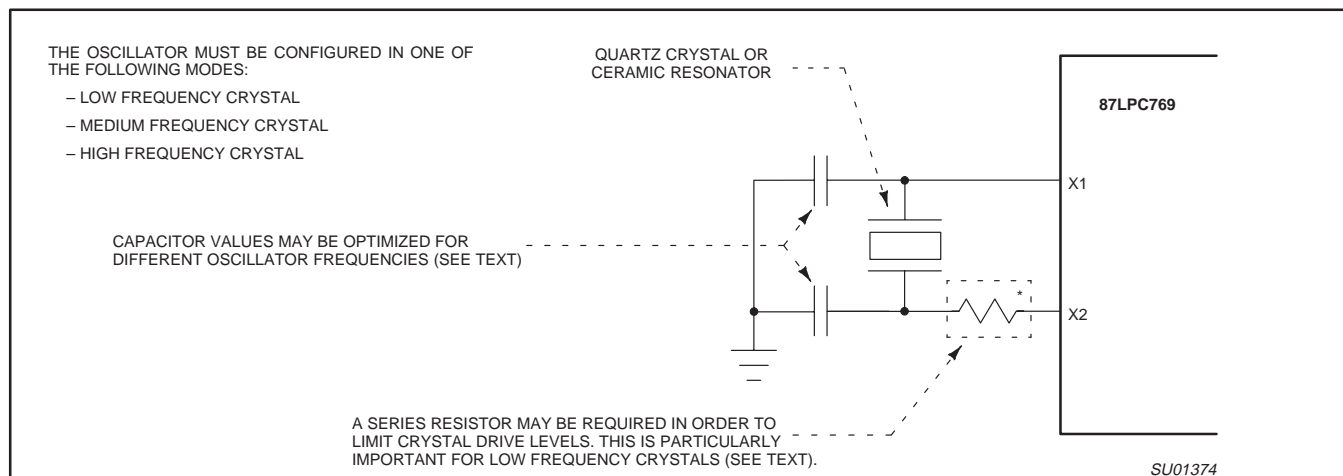 THE OSCILLATOR MUST BE CONFIGURED IN ONE OF
THE FOLLOWING MODES:
– LOW FREQUENCY CRYSTAL
– MEDIUM FREQUENCY CRYSTAL
– HIGH FREQUENCY CRYSTAL
QUARTZ CRYSTAL OR
CERAMIC RESONATOR
87LPC769
X1
CAPACITOR VALUES MAY BE OPTIMIZED FOR
DIFFERENT OSCILLATOR FREQUENCIES (SEE TEXT)
*
X2
A SERIES RESISTOR MAY BE REQUIRED IN ORDER TO
LIMIT CRYSTAL DRIVE LEVELS. THIS IS PARTICULARLY
IMPORTANT FOR LOW FREQUENCY CRYSTALS (SEE TEXT).
SU01374